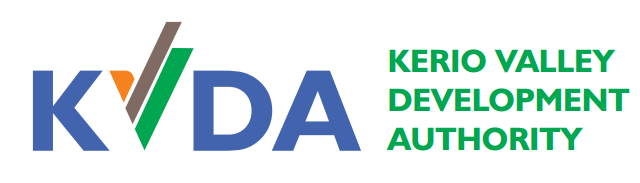 KVDA
KERIO VALLEY
DEVELOPMENT
AUTHORITY